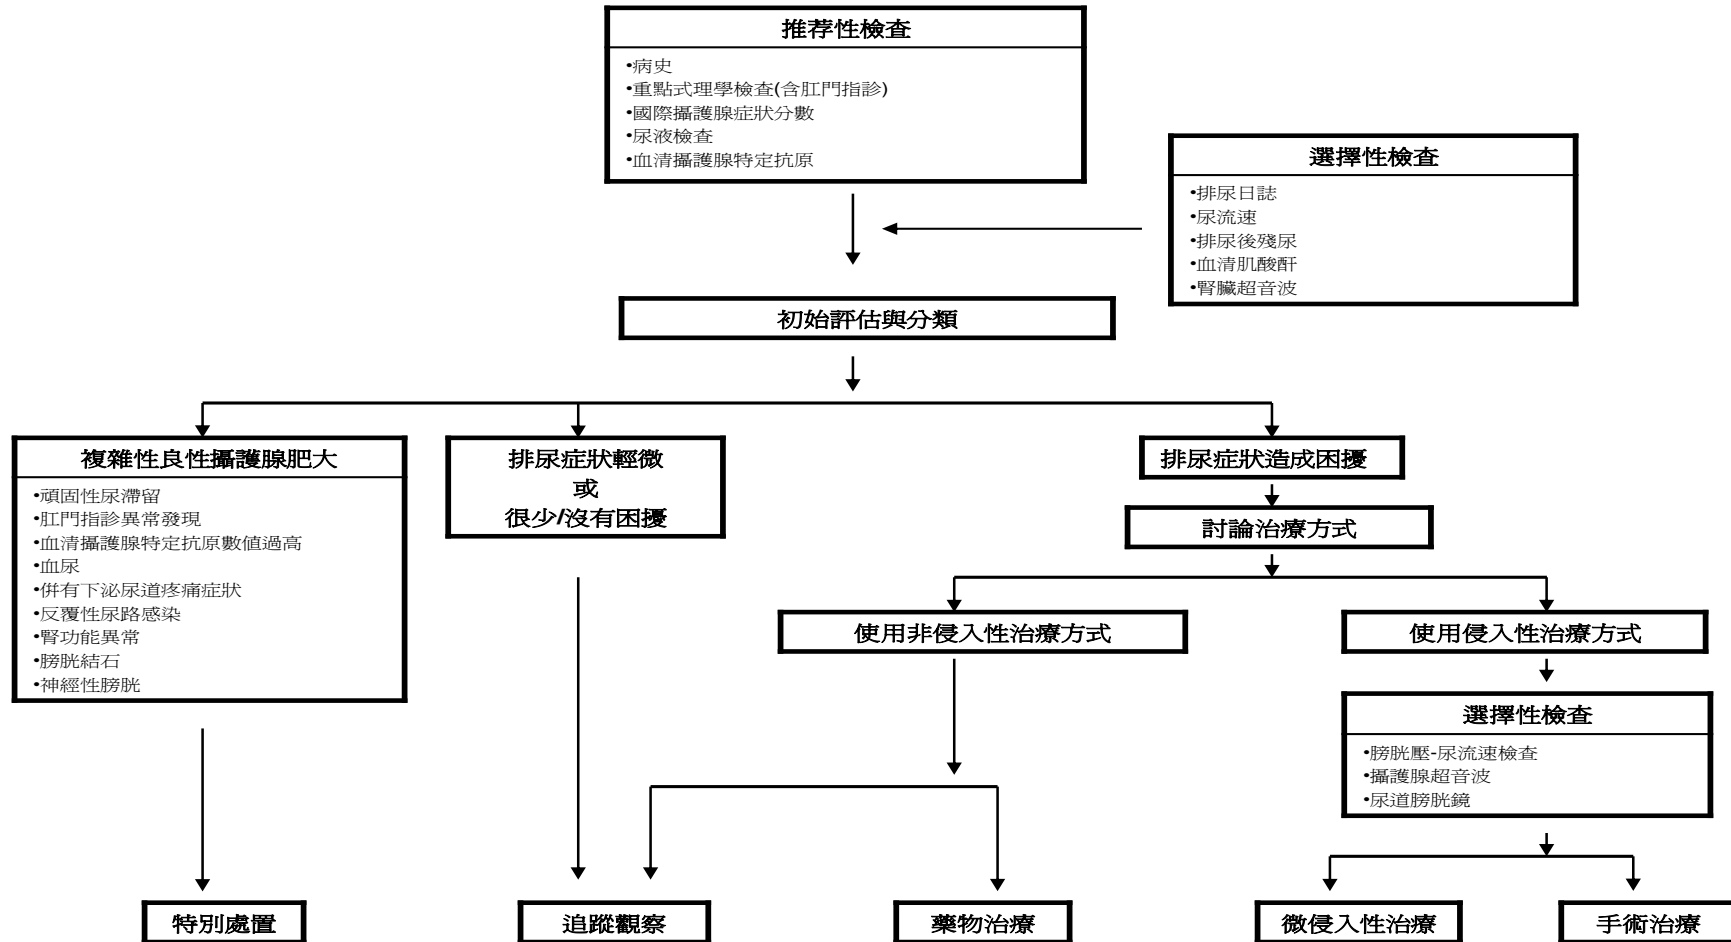 推荐性檢查
•病史
•重點式理學檢查(含肛門指診)
•國際攝護腺症狀分數
•尿液檢查
•血清攝護腺特定抗原
選擇性檢查
•排尿日誌
•尿流速
•排尿後殘尿
•血清肌酸酐
•腎臟超音波
初始評估與分類
複雜性良性攝護腺肥大
•頑固性尿滯留
•肛門指診異常發現
•血清攝護腺特定抗原數值過高
•血尿
•併有下泌尿道疼痛症狀
•反覆性尿路感染
•腎功能異常
•膀胱結石
•神經性膀胱
排尿症狀輕微
或
很少/沒有困擾
排尿症狀造成困擾
討論治療方式
使用非侵入性治療方式
使用侵入性治療方式
選擇性檢查
•膀胱壓-尿流速檢查
•攝護腺超音波
•尿道膀胱鏡
特別處置
追蹤觀察
藥物治療
微侵入性治療
手術治療